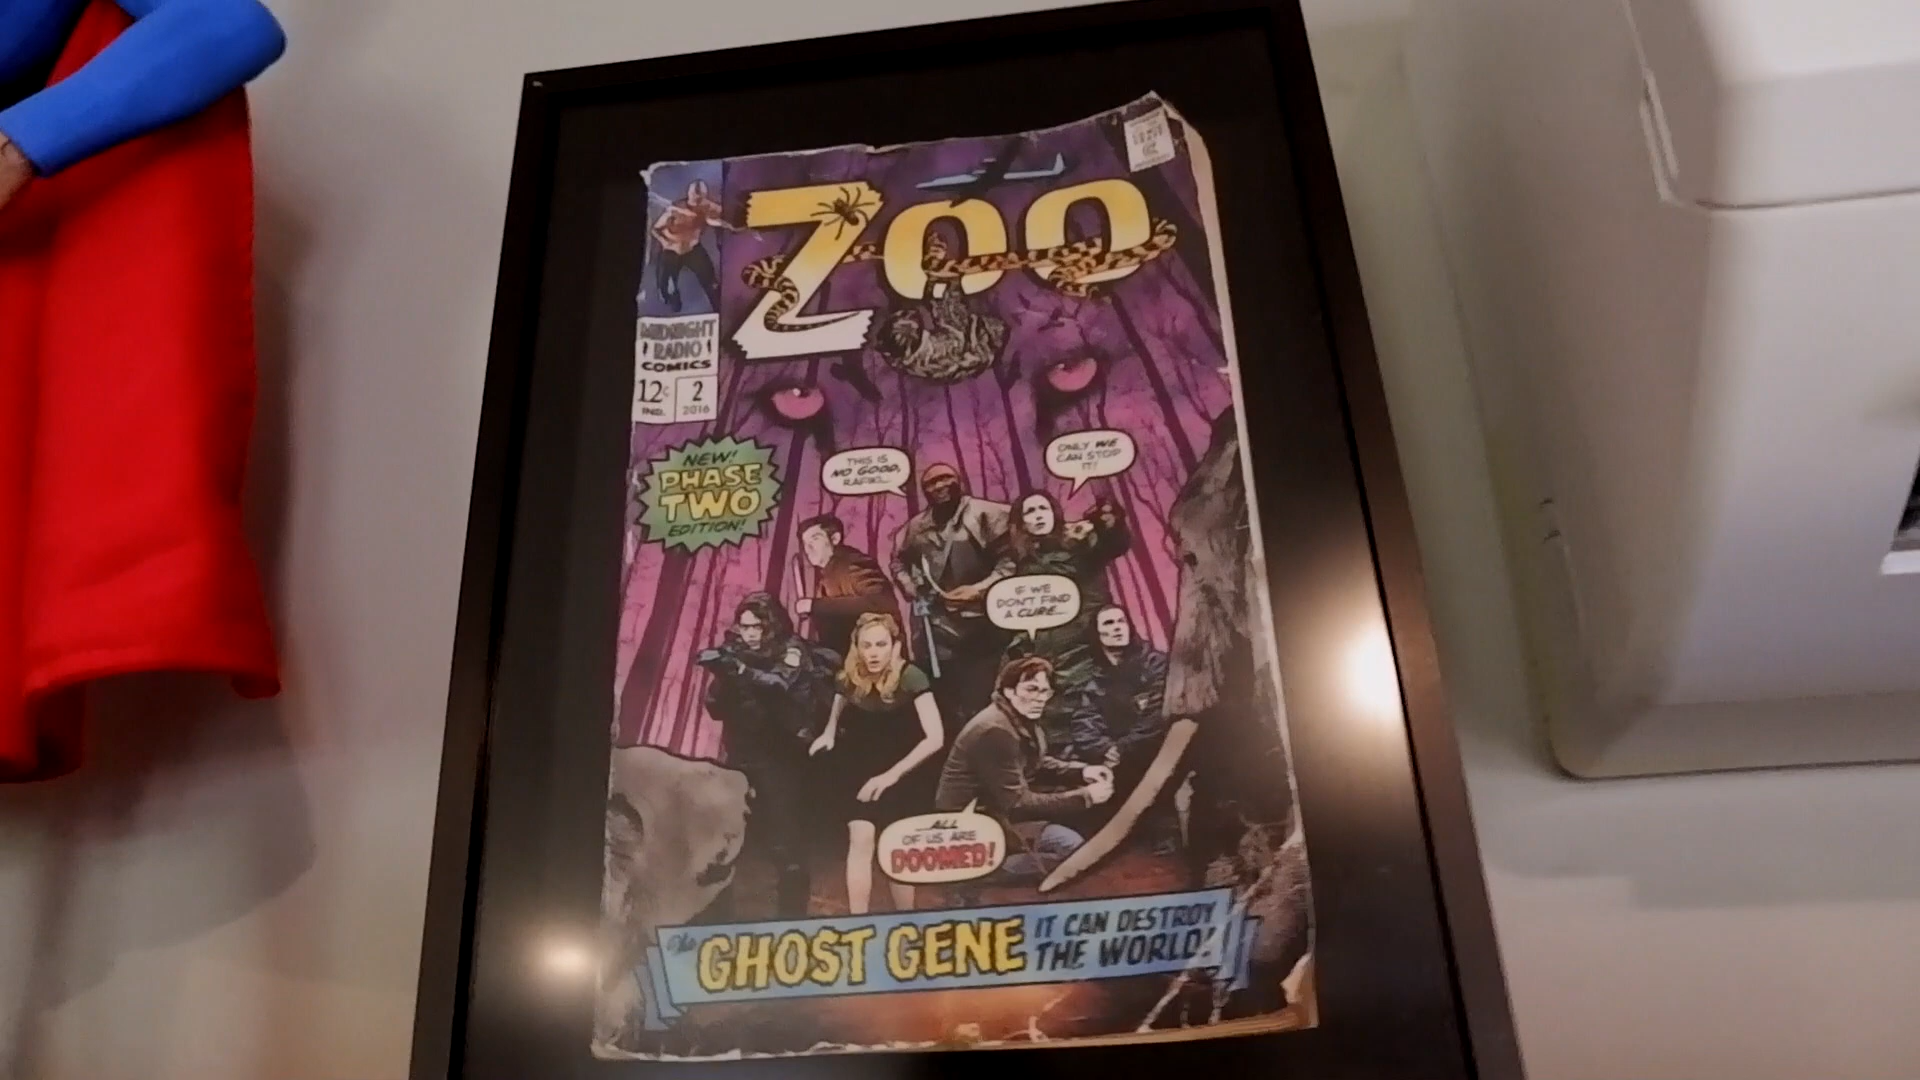 Zoo
MIDNIGHT
RADIO
COMICS
12¢
IND.
2
2016
NEW!
PHASE
TWO
EDITION!
THIS IS
NO GOOD,
ONLY WE
CAN STOP
IT!
IF WE
DON'T FIND
A CURE...
...ALL
OF US ARE
DOOMED!
The
GHOST GENE
IT CAN DESTROY
THE WORLD!